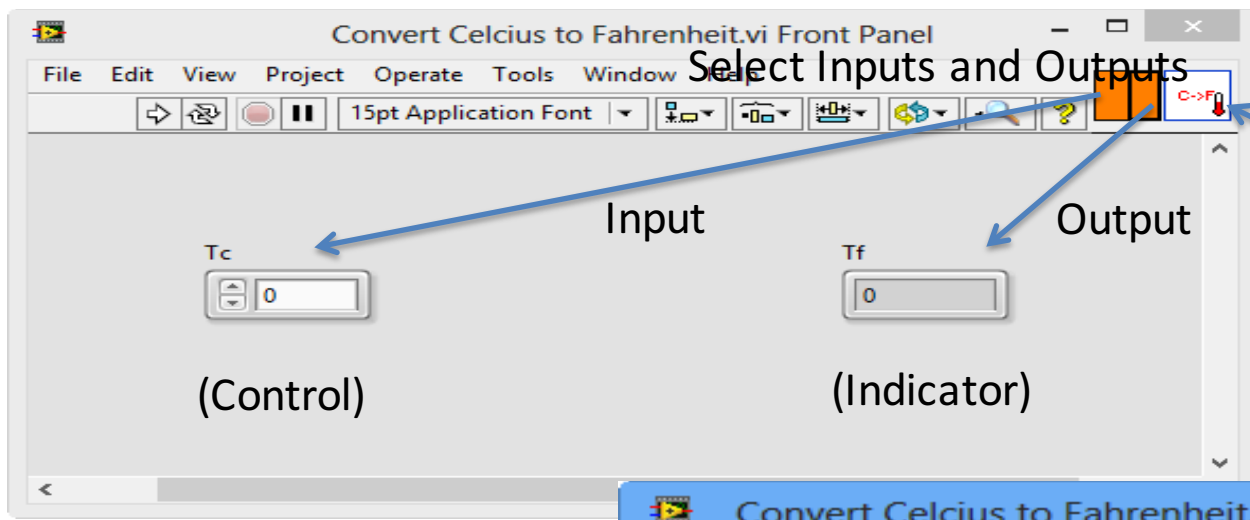 Convert Celcius to Fahrenheit.vi Front Panel
Select Inputs and Outputs
File Edit View Project Operate Tools Window Help
15pt Application Font
C->F
Input
Output
Tc
Tf
0
0
(Control)
(Indicator)
Convert Celcius to Fahrenheit